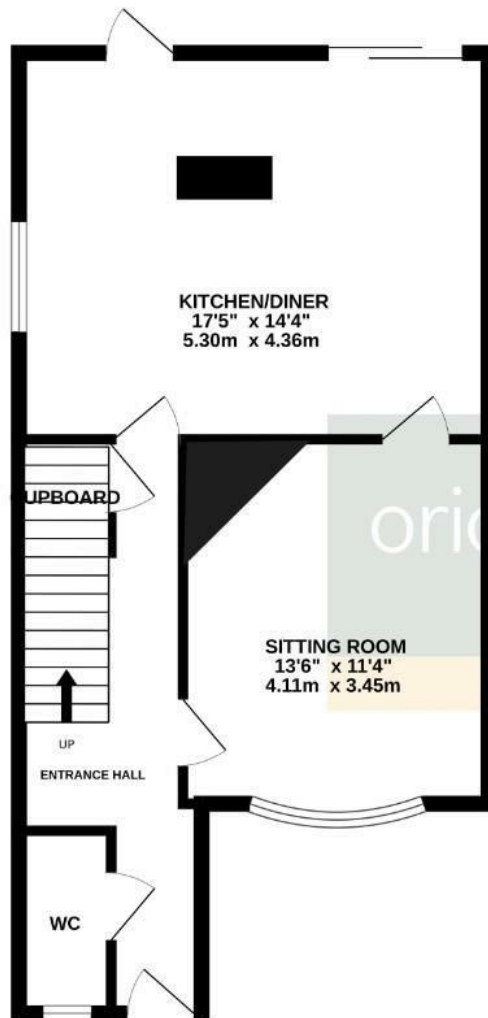 KITCHEN/DINER
17'5" x 14'4"
5.30m x 4.36m
CUPBOARD
SITTING ROOM
13'6" x 11'4"
4.11m x 3.45m
UP
ENTRANCE HALL
WC